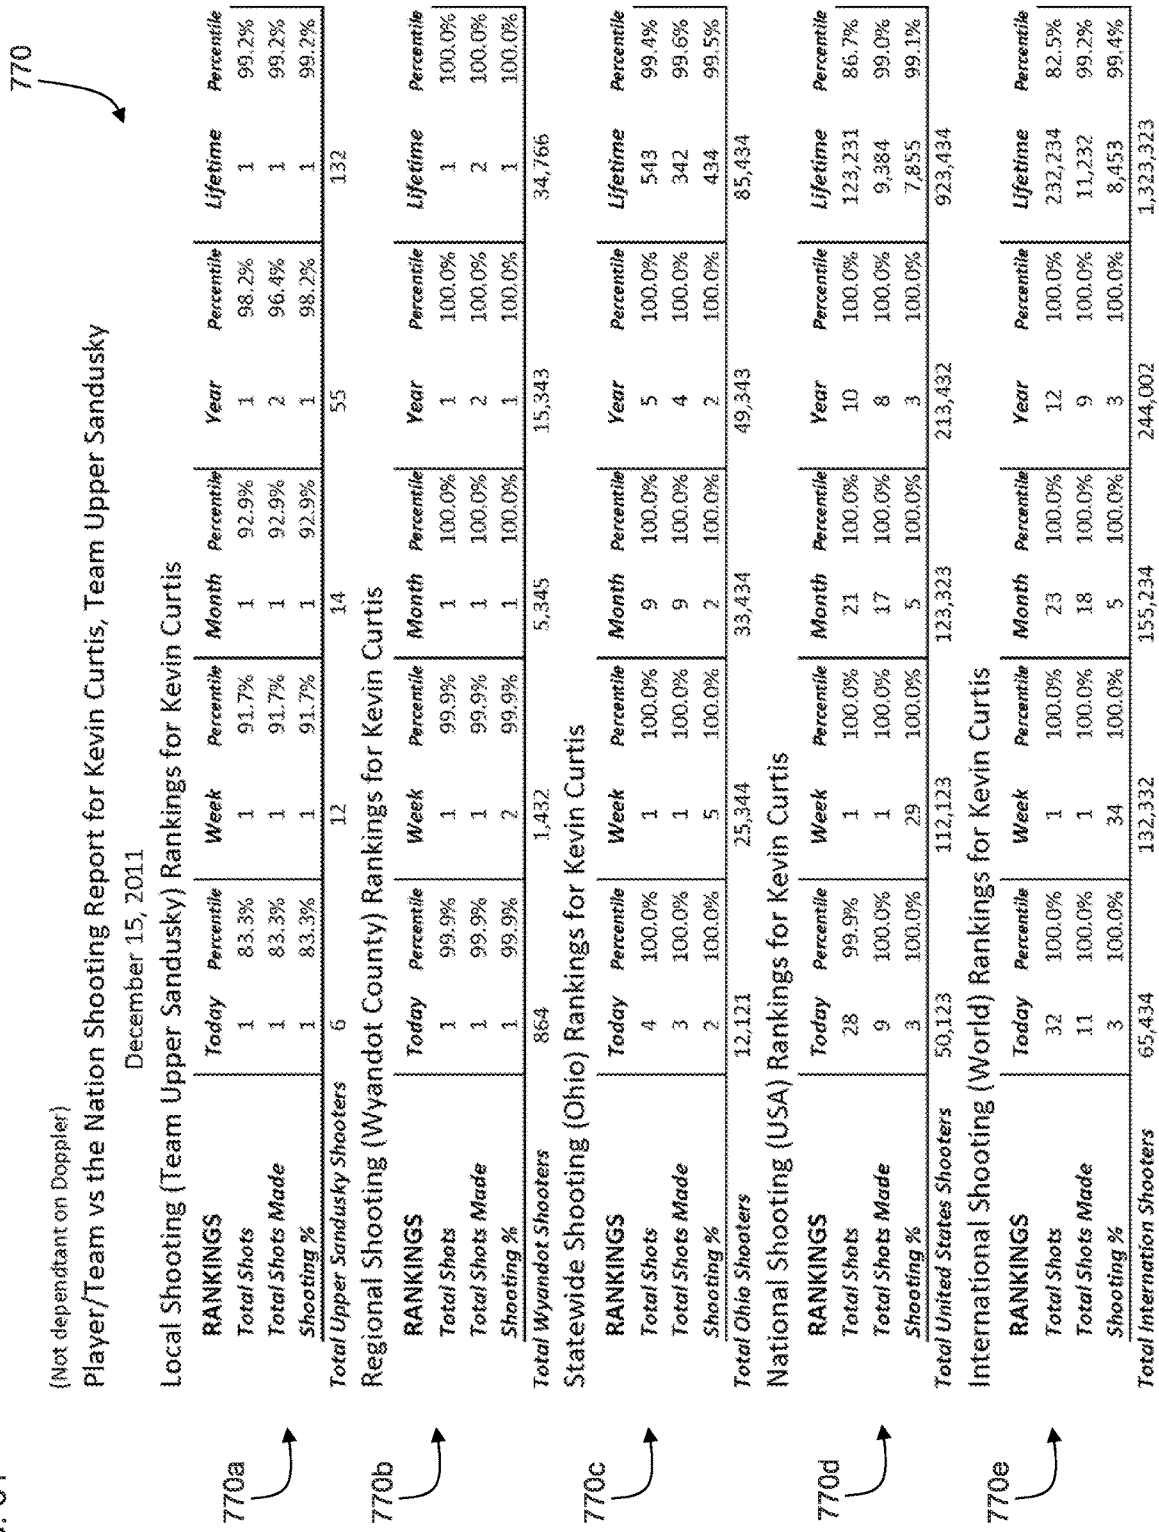 770
(Not dependtant on Doppler)
Player/Team vs the Nation Shooting Report for Kevin Curtis, Team Upper Sandusky
December 15, 2011
770a
Local Shooting (Team Upper Sandusky) Rankings for Kevin Curtis
RANKINGS Today Percentile Week Percentile Month Percentile Year Percentile Lifetime Percentile
Total Shots 1 83.3% 1 91.7% 1 92.9% 1 98.2% 1 99.2%
Total Shots Made 1 83.3% 1 91.7% 1 92.9% 2 96.4% 1 99.2%
Shooting % 1 83.3% 1 91.7% 1 92.9% 1 98.2% 1 99.2%
Total Upper Sandusky Shooters 6 12 14 55 132
770b
Regional Shooting (Wyandot County) Rankings for Kevin Curtis
RANKINGS Today Percentile Week Percentile Month Percentile Year Percentile Lifetime Percentile
Total Shots 1 99.9% 1 99.9% 1 100.0% 1 100.0% 1 100.0%
Total Shots Made 1 99.9% 1 99.9% 1 100.0% 2 100.0% 2 100.0%
Shooting % 1 99.9% 2 99.9% 1 100.0% 1 100.0% 1 100.0%
Total Wyandot Shooters 864 1,432 5,345 15,343 34,766
770c
Statewide Shooting (Ohio) Rankings for Kevin Curtis
RANKINGS Today Percentile Week Percentile Month Percentile Year Percentile Lifetime Percentile
Total Shots 4 100.0% 1 100.0% 9 100.0% 5 100.0% 543 99.4%
Total Shots Made 3 100.0% 1 100.0% 9 100.0% 4 100.0% 342 99.6%
Shooting % 2 100.0% 5 100.0% 2 100.0% 2 100.0% 434 99.5%
Total Ohio Shooters 12,121 25,344 33,434 49,343 85,434
770d
National Shooting (USA) Rankings for Kevin Curtis
RANKINGS Today Percentile Week Percentile Month Percentile Year Percentile Lifetime Percentile
Total Shots 28 99.9% 1 100.0% 21 100.0% 10 100.0% 123,231 86.7%
Total Shots Made 9 100.0% 1 100.0% 17 100.0% 8 100.0% 9,384 99.0%
Shooting % 3 100.0% 29 100.0% 5 100.0% 3 100.0% 7,855 99.1%
Total United States Shooters 50,123 112,123 123,323 213,432 923,434
770e
International Shooting (World) Rankings for Kevin Curtis
RANKINGS Today Percentile Week Percentile Month Percentile Year Percentile Lifetime Percentile
Total Shots 32 100.0% 1 100.0% 23 100.0% 12 100.0% 232,234 82.5%
Total Shots Made 11 100.0% 1 100.0% 18 100.0% 9 100.0% 11,232 99.2%
Shooting % 3 100.0% 34 100.0% 5 100.0% 3 100.0% 8,453 99.4%
Total Internation Shooters 65,434 132,332 155,234 244,002 1,323,323